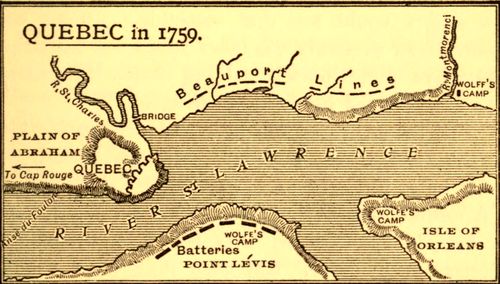 QUEBEC in 1759.
R. Montmorenci
R. St. Charles
Beauport Lines
WOLFE'S
CAMP
BRIDGE
PLAIN OF
ABRAHAM
QUEBEC
To Cap Rouge
RIVER ST LAWRENCE
Anse du Foulon
WOLFE'S
CAMP
ISLE OF
ORLEANS
WOLFE'S
CAMP
Batteries
POINT LÉVIS